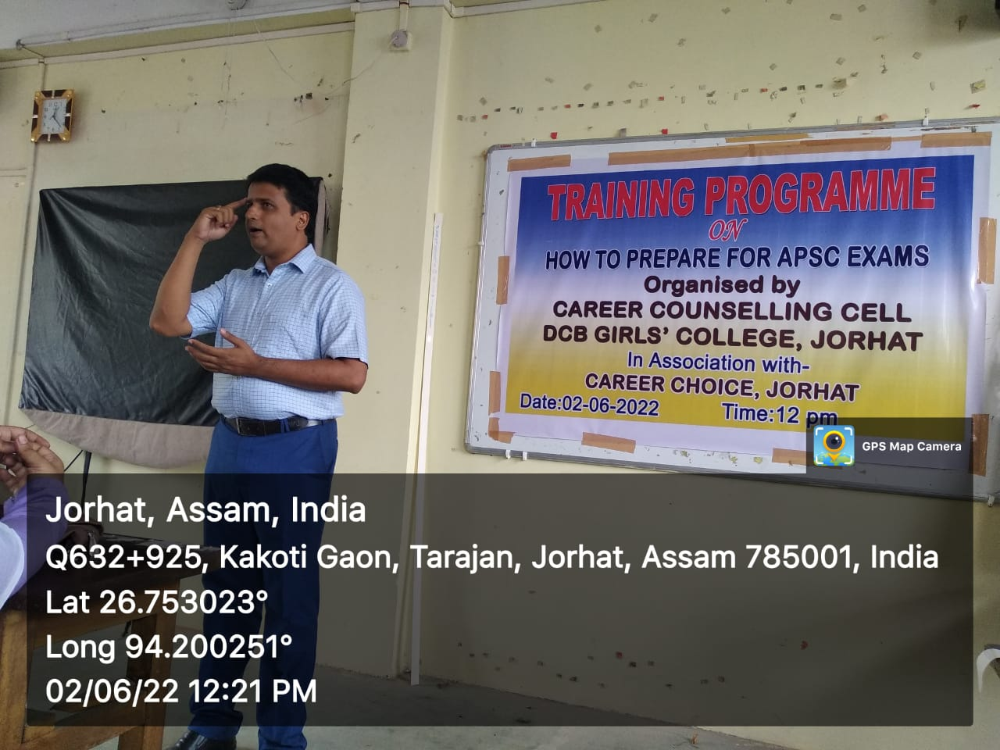 TRAINING PROGRAMME
ON
HOW TO PREPARE FOR APSC EXAMS
Organised by
CAREER COUNSELLING CELL
DCB GIRLS' COLLEGE, JORHAT
In Association with-
CAREER CHOICE, JORHAT
Date:02-06-2022 Time:12 pm
GPS Map Camera
Jorhat, Assam, India
Q632+925, Kakoti Gaon, Tarajan, Jorhat, Assam 785001, India
Lat 26.753023°
Long 94.200251°
02/06/22 12:21 PM